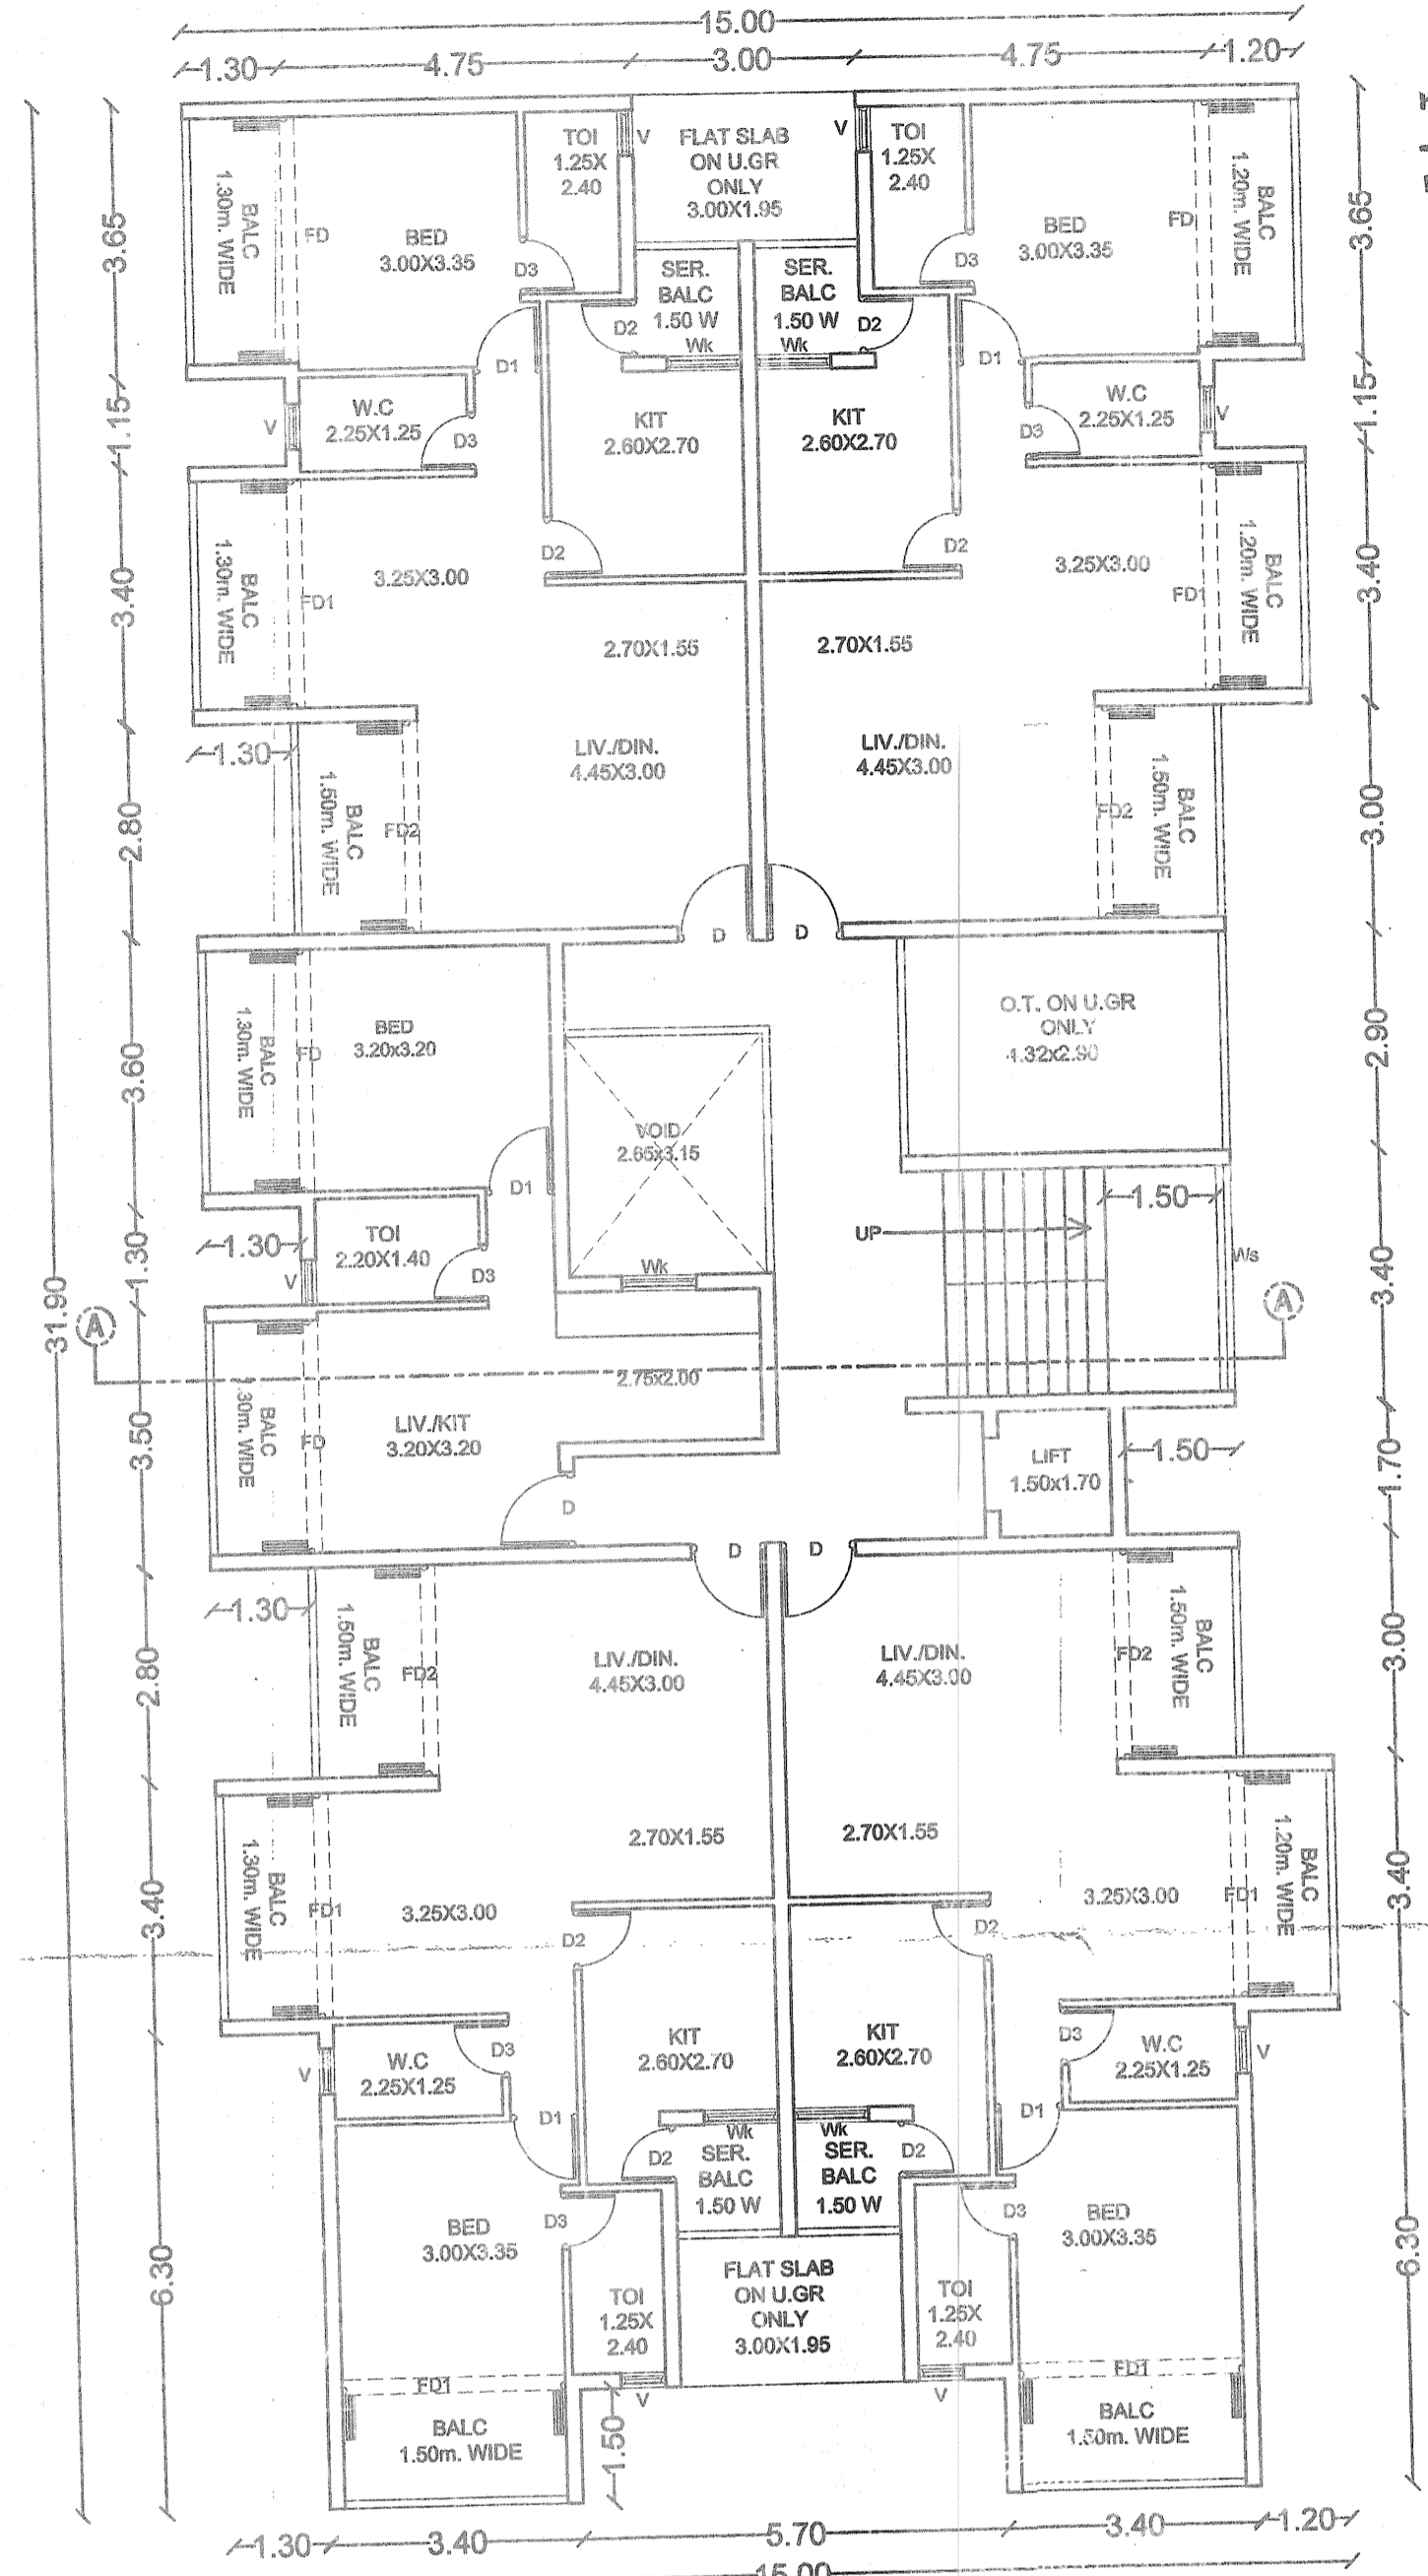 15.00
1.30 4.75 3.00 4.75 1.20
TOI
1.25X
2.40
V
FLAT SLAB
ON U.GR
ONLY
3.00X1.95
V
TOI
1.25X
2.40
BALC
1.30m. WIDE
FD
BED
3.00X3.35
D3
SER.
BALC
1.50 W
Wk
D2
SER.
BALC
1.50 W
Wk
D2
D3
BED
3.00X3.35
FD
BALC
1.20m. WIDE
3.65
3.65
D1
D1
1.15
V
W.C
2.25X1.25
D3
KIT
2.60X2.70
KIT
2.60X2.70
D3
W.C
2.25X1.25
V
1.15
3.40
BALC
1.30m. WIDE
FD1
3.25X3.00
D2
D2
3.25X3.00
FD1
BALC
1.20m. WIDE
3.40
2.70X1.55
2.70X1.55
1.30
LIV./DIN.
4.45X3.00
LIV./DIN.
4.45X3.00
2.80
BALC
1.50m. WIDE
FD2
FD2
BALC
1.50m. WIDE
3.00
D
D
3.60
BALC
1.30m. WIDE
FD
BED
3.20x3.20
O.T. ON U.GR
ONLY
4.32x2.90
2.90
VOID
2.65x3.15
D1
1.50
1.30
1.30
TOI
2.20X1.40
V
D3
Wk
UP
Ws
3.40
31.90
A
A
2.75x2.00
3.50
BALC
1.30m. WIDE
FD
LIV./KIT
3.20X3.20
D
LIFT
1.50x1.70
1.50
1.70
D
D
1.30
2.80
BALC
1.50m. WIDE
FD2
LIV./DIN.
4.45X3.00
LIV./DIN.
4.45X3.00
FD2
BALC
1.50m. WIDE
3.00
2.70X1.55
2.70X1.55
3.40
BALC
1.30m. WIDE
FD1
3.25X3.00
D2
D2
3.25X3.00
FD1
BALC
1.20m. WIDE
3.40
V
W.C
2.25X1.25
D3
KIT
2.60X2.70
KIT
2.60X2.70
D3
W.C
2.25X1.25
V
D1
D1
D2
Wk
SER.
BALC
1.50 W
Wk
SER.
BALC
1.50 W
D2
6.30
BED
3.00X3.35
D3
D3
BED
3.00X3.35
6.30
TOI
1.25X
2.40
FLAT SLAB
ON U.GR
ONLY
3.00X1.95
TOI
1.25X
2.40
FD1
V
V
FD1
BALC
1.50m. WIDE
1.50
BALC
1.50m. WIDE
1.30 3.40 5.70 3.40 1.20
15.00